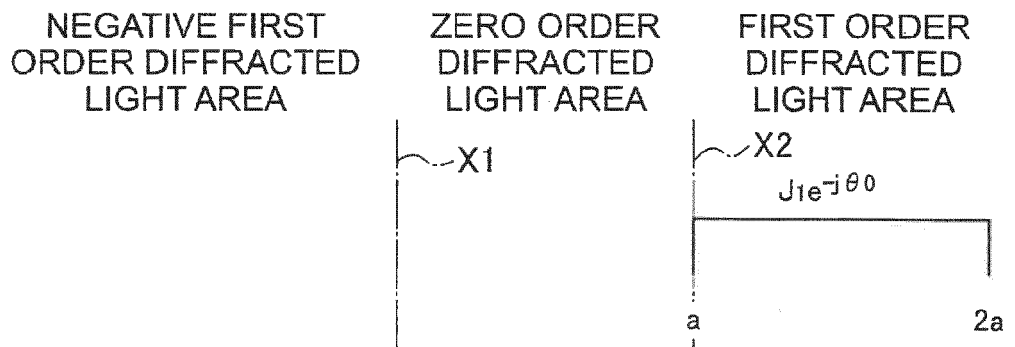 NEGATIVE FIRST
ORDER DIFFRACTED
LIGHT AREA
ZERO ORDER
DIFFRACTED
LIGHT AREA
FIRST ORDER
DIFFRACTED
LIGHT AREA
X1
X2
J₁e⁻ʲᶿ⁰
a
2a